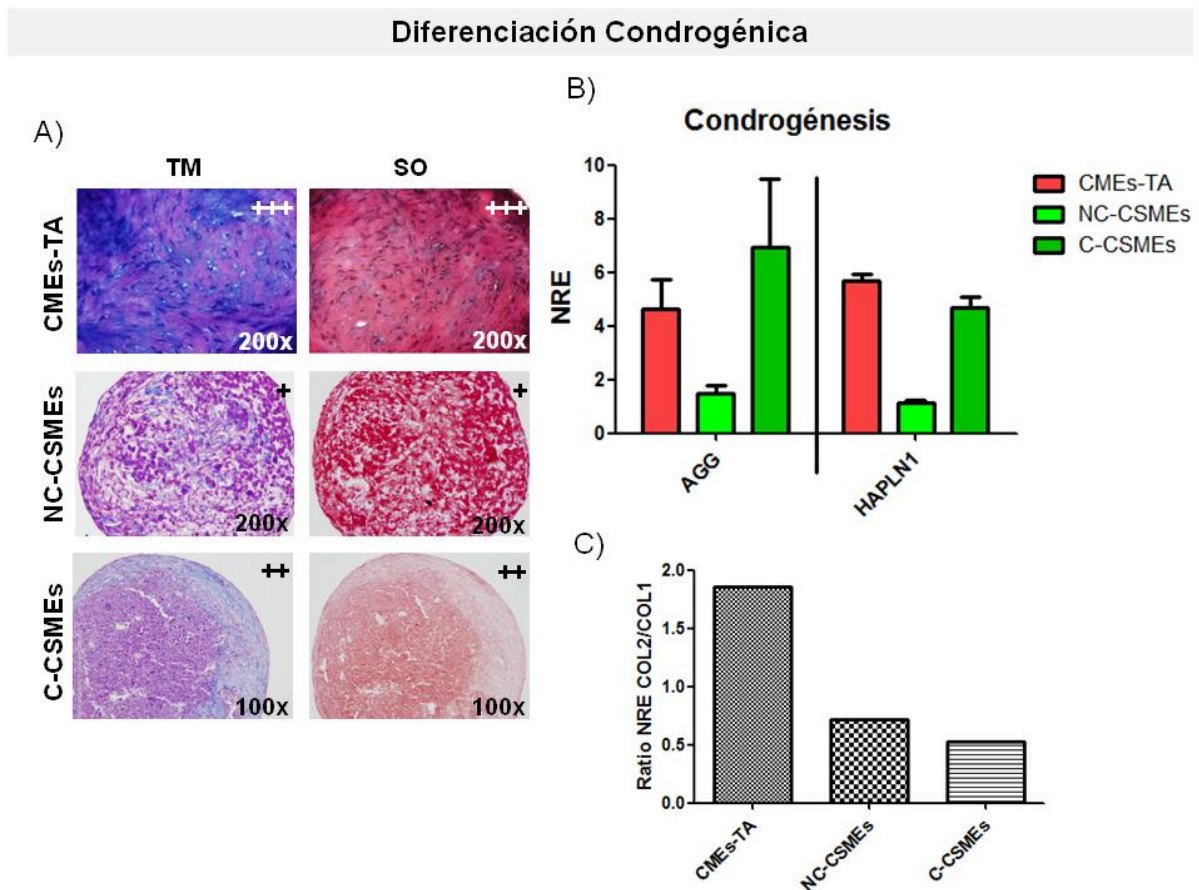 Diferenciación Condrogénica
A)
TM SO
CMEs-TA
+++
200x
+++
200x
NC-CSMEs
+
200x
+
200x
C-CSMEs
++
100x
++
100x
B)
Condrogénesis
NRE
10
8
6
4
2
0
AGG
HAPLN1
CMEs-TA
NC-CSMEs
C-CSMEs
C)
Ratio NRE COL2/COL1
2.0
1.5
1.0
0.5
0.0
CMEs-TA
NC-CSMEs
C-CSMEs